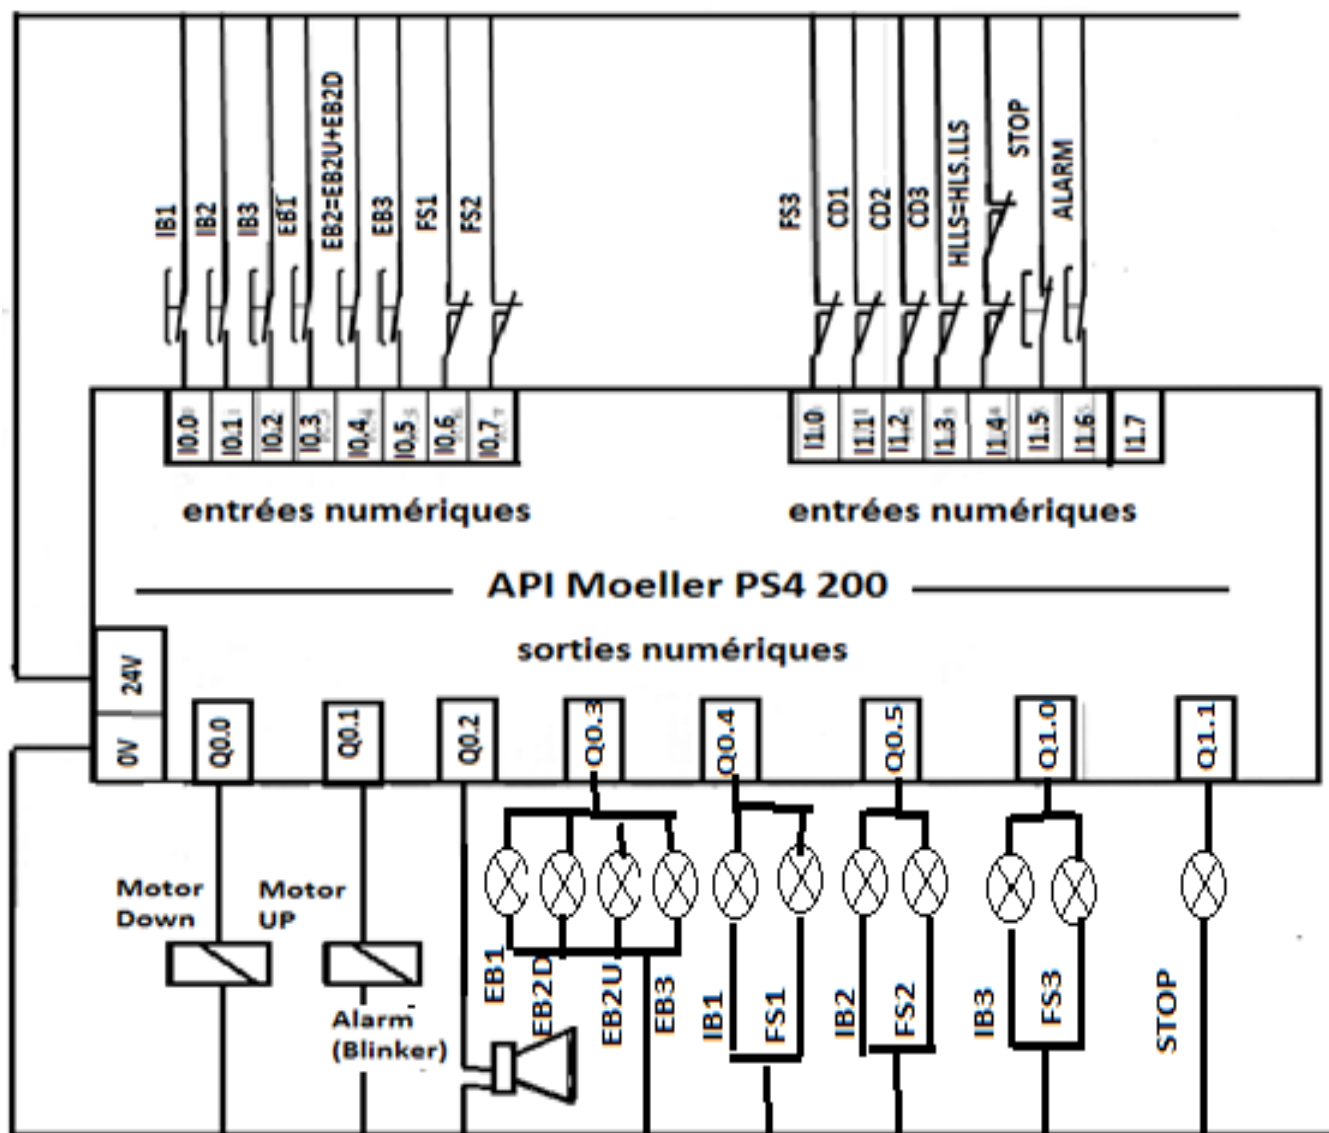 IB1
IB2
IB3
EB1
EB2=EB2U+EB2D
EB3
FS1
FS2
FS3
CD1
CD2
CD3
HLLS=HLS.LLS
STOP
ALARM
I0.0
I0.1
I0.2
I0.3
I0.4
I0.5
I0.6
I0.7
I1.0
I1.1
I1.2
I1.3
I1.4
I1.5
I1.6
I1.7
entrées numériques
entrées numériques
API Moeller PS4 200
sorties numériques
24V
0V
Q0.0
Q0.1
Q0.2
Q0.3
Q0.4
Q0.5
Q1.0
Q1.1
Motor
Down
Motor
UP
Alarm
(Blinker)
EB1
EB2D
EB2U
EB3
IB1
FS1
IB2
FS2
IB3
FS3
STOP